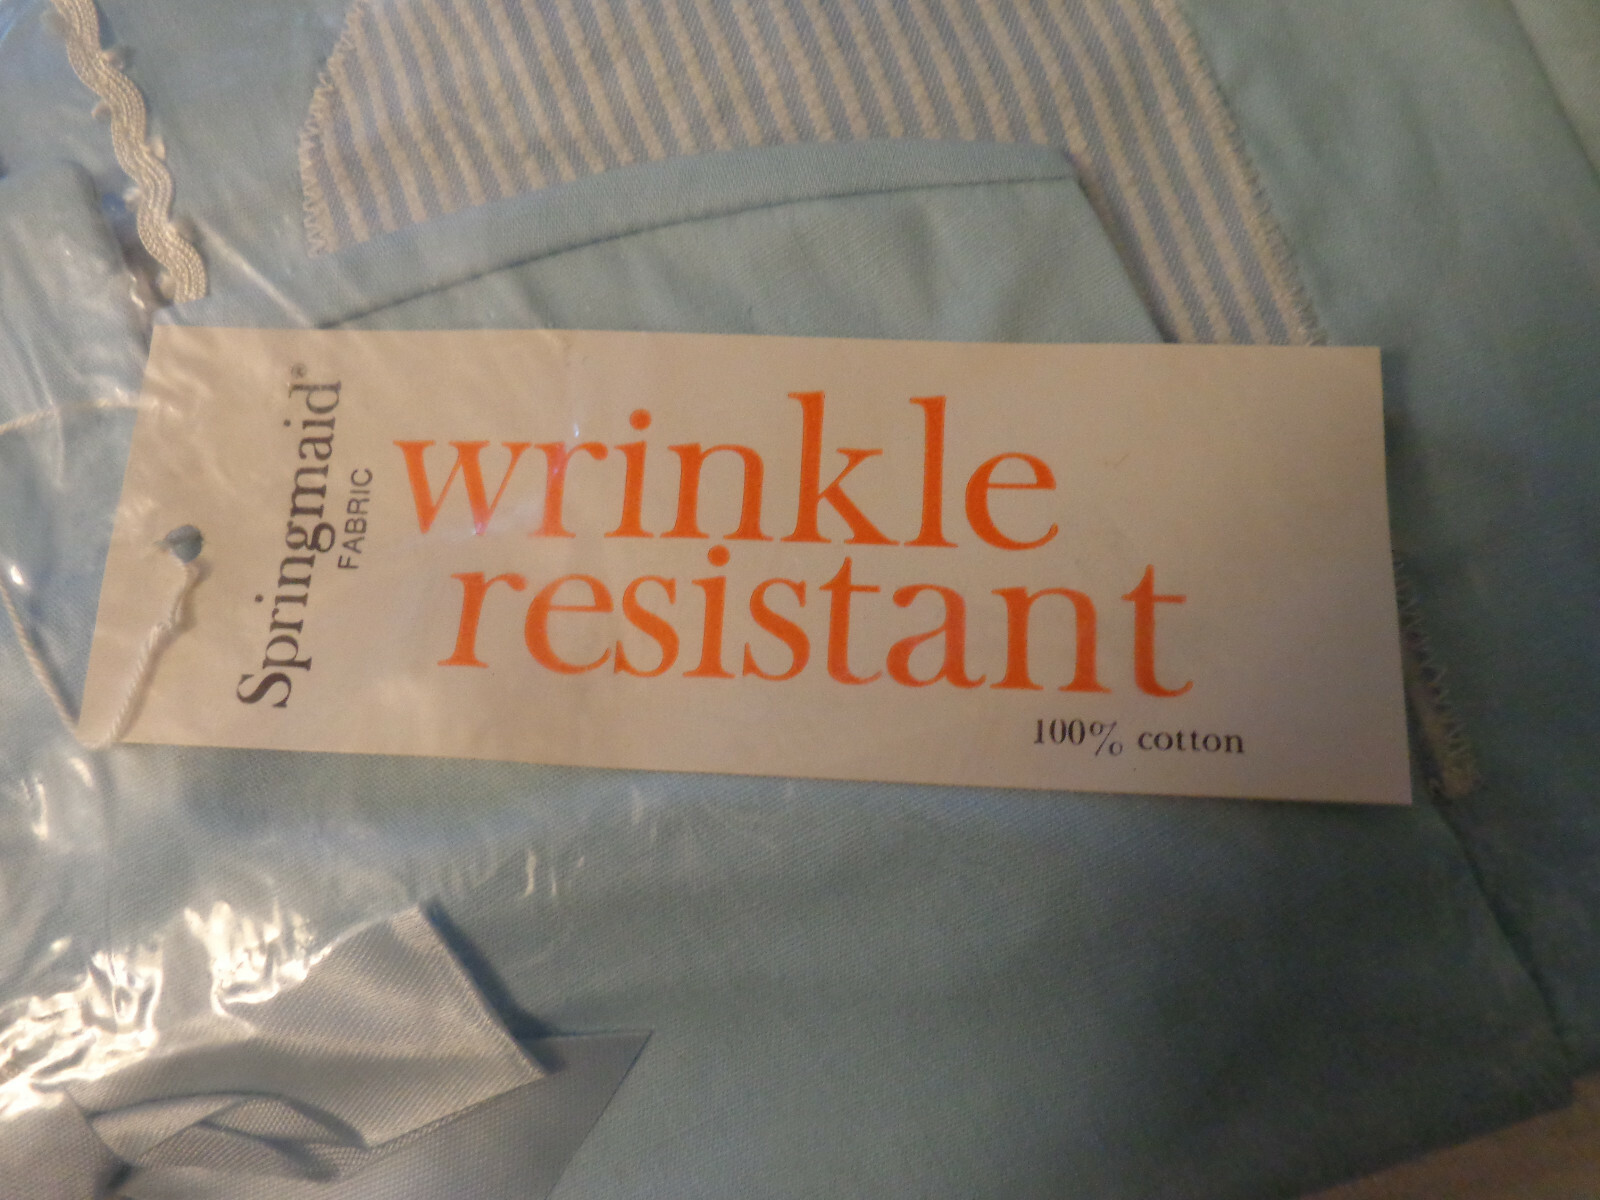 Springmaid®
FABRIC
wrinkle
resistant
100% cotton